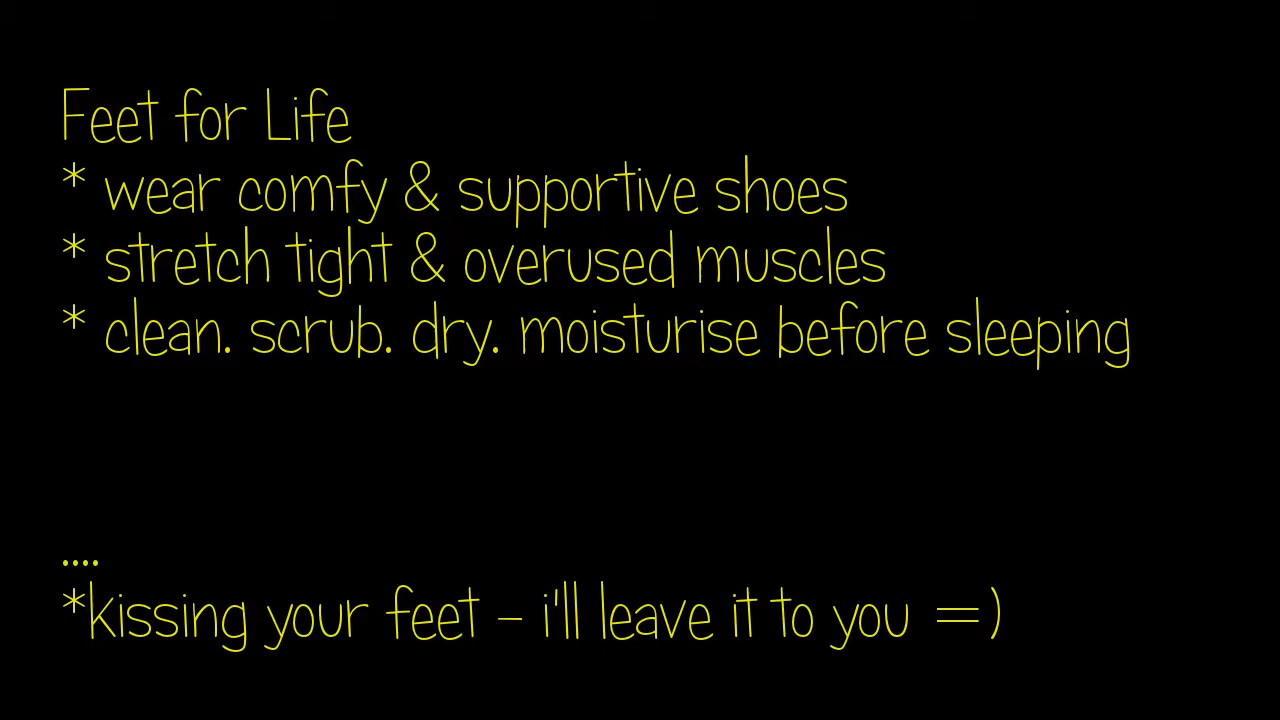 Feet for Life
* wear comfy & supportive shoes
* stretch tight & overused muscles
* clean. scrub. dry. moisturise before sleeping
....
*kissing your feet - i'll leave it to you =)